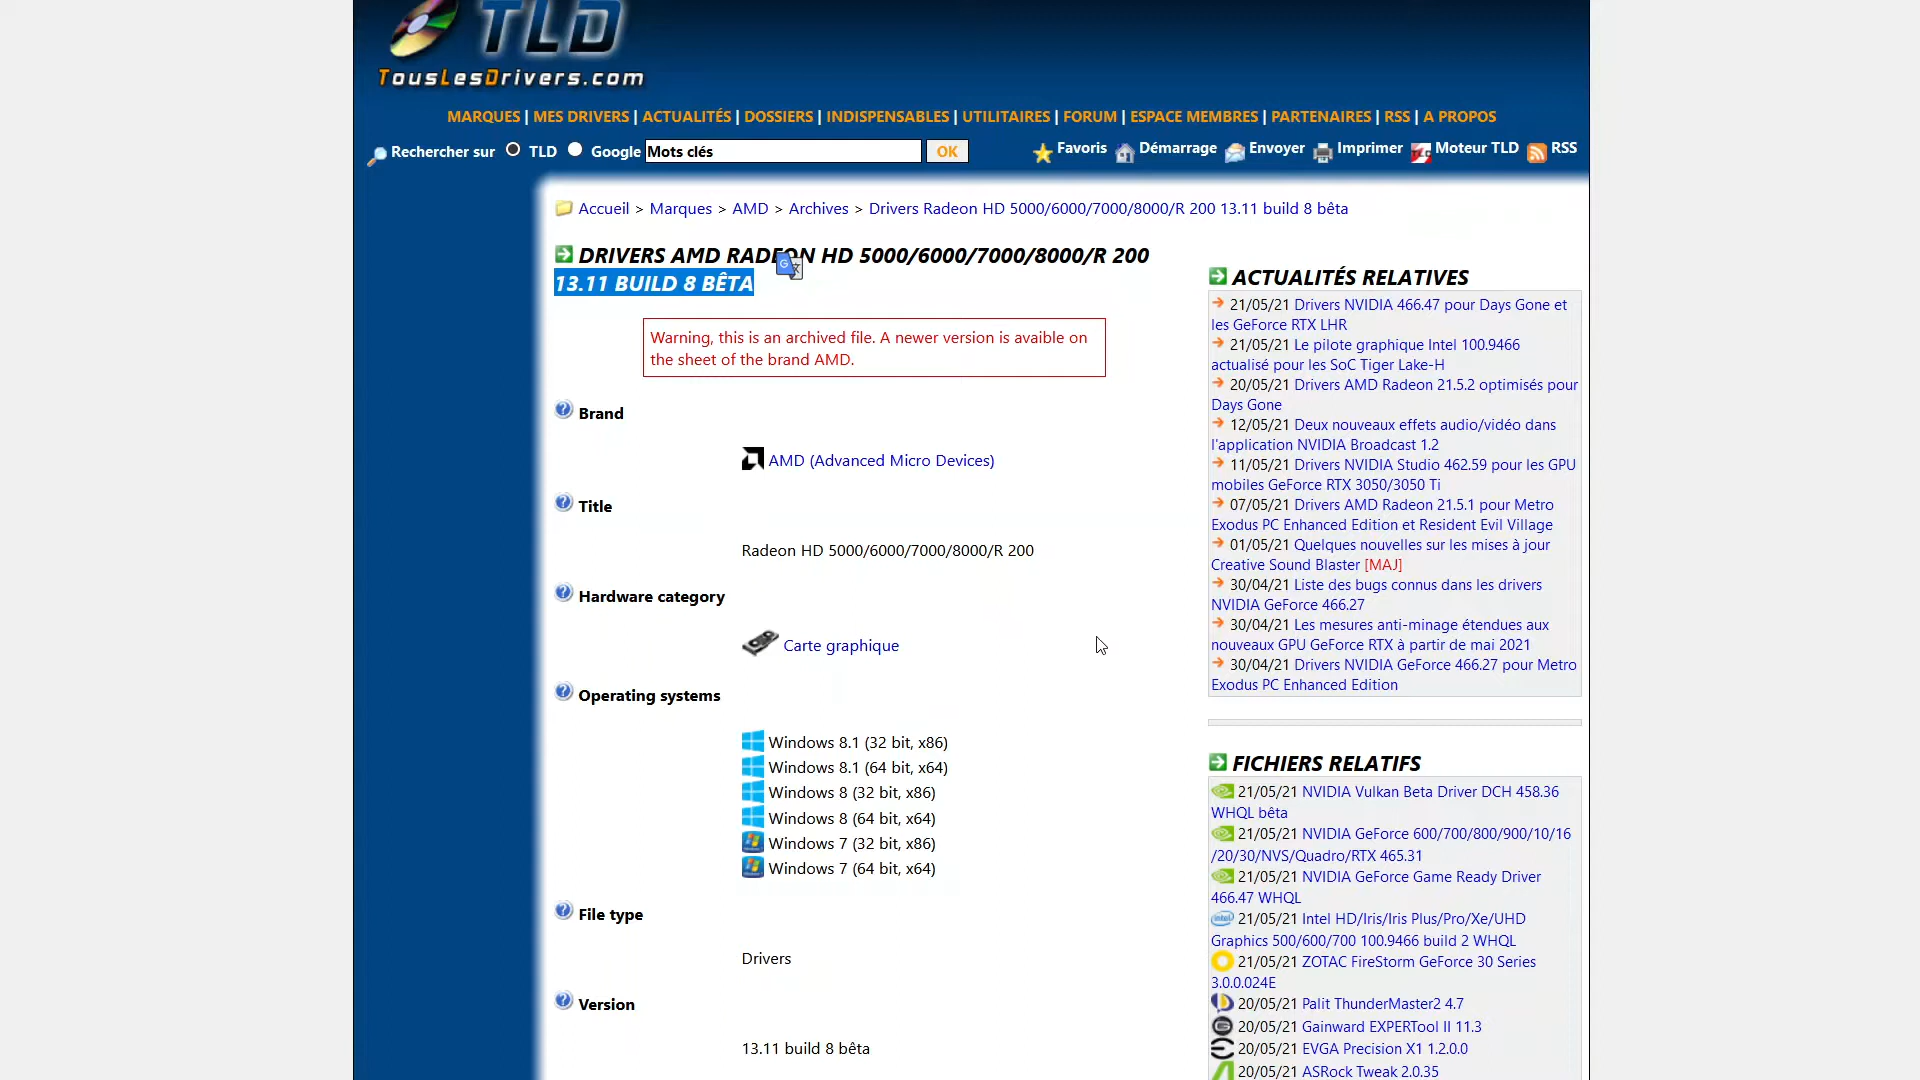 TLD
TousLesDrivers.com
MARQUES | MES DRIVERS | ACTUALITÉS | DOSSIERS | INDISPENSABLES | UTILITAIRES | FORUM | ESPACE MEMBRES | PARTENAIRES | RSS | A PROPOS
Rechercher sur TLD Google Mots clés OK Favoris Démarrage Envoyer Imprimer Moteur TLD RSS
Accueil > Marques > AMD > Archives > Drivers Radeon HD 5000/6000/7000/8000/R 200 13.11 build 8 bêta
DRIVERS AMD RADEON HD 5000/6000/7000/8000/R 200
13.11 BUILD 8 BÊTA
Warning, this is an archived file. A newer version is avaible on
the sheet of the brand AMD.
Brand
AMD (Advanced Micro Devices)
Title
Radeon HD 5000/6000/7000/8000/R 200
Hardware category
Carte graphique
Operating systems
Windows 8.1 (32 bit, x86)
Windows 8.1 (64 bit, x64)
Windows 8 (32 bit, x86)
Windows 8 (64 bit, x64)
Windows 7 (32 bit, x86)
Windows 7 (64 bit, x64)
File type
Drivers
Version
13.11 build 8 bêta
ACTUALITÉS RELATIVES
21/05/21 Drivers NVIDIA 466.47 pour Days Gone et
les GeForce RTX LHR
21/05/21 Le pilote graphique Intel 100.9466
actualisé pour les SoC Tiger Lake-H
20/05/21 Drivers AMD Radeon 21.5.2 optimisés pour
Days Gone
12/05/21 Deux nouveaux effets audio/vidéo dans
l'application NVIDIA Broadcast 1.2
11/05/21 Drivers NVIDIA Studio 462.59 pour les GPU
mobiles GeForce RTX 3050/3050 Ti
07/05/21 Drivers AMD Radeon 21.5.1 pour Metro
Exodus PC Enhanced Edition et Resident Evil Village
01/05/21 Quelques nouvelles sur les mises à jour
Creative Sound Blaster [MAJ]
30/04/21 Liste des bugs connus dans les drivers
NVIDIA GeForce 466.27
30/04/21 Les mesures anti-minage étendues aux
nouveaux GPU GeForce RTX à partir de mai 2021
30/04/21 Drivers NVIDIA GeForce 466.27 pour Metro
Exodus PC Enhanced Edition
FICHIERS RELATIFS
21/05/21 NVIDIA Vulkan Beta Driver DCH 458.36
WHQL bêta
21/05/21 NVIDIA GeForce 600/700/800/900/10/16
/20/30/NVS/Quadro/RTX 465.31
21/05/21 NVIDIA GeForce Game Ready Driver
466.47 WHQL
21/05/21 Intel HD/Iris/Iris Plus/Pro/Xe/UHD
Graphics 500/600/700 100.9466 build 2 WHQL
21/05/21 ZOTAC FireStorm GeForce 30 Series
3.0.0.024E
20/05/21 Palit ThunderMaster2 4.7
20/05/21 Gainward EXPERTool II 11.3
20/05/21 EVGA Precision X1 1.2.0.0
20/05/21 ASRock Tweak 2.0.35